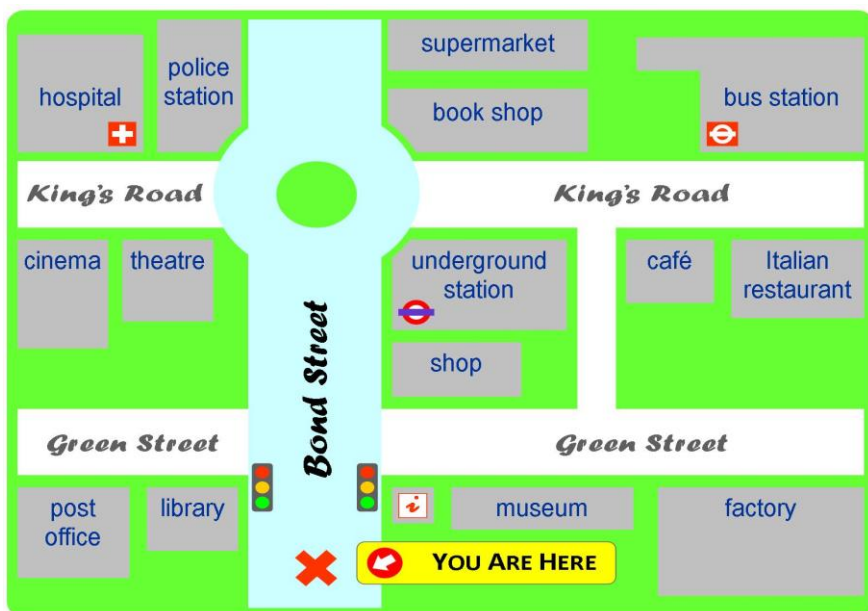 supermarket
police
station
hospital
book shop
bus station
King's Road
King's Road
cinema
theatre
underground
station
café
Italian
restaurant
Bond Street
shop
Green Street
Green Street
post
office
library
i
museum
factory
YOU ARE HERE